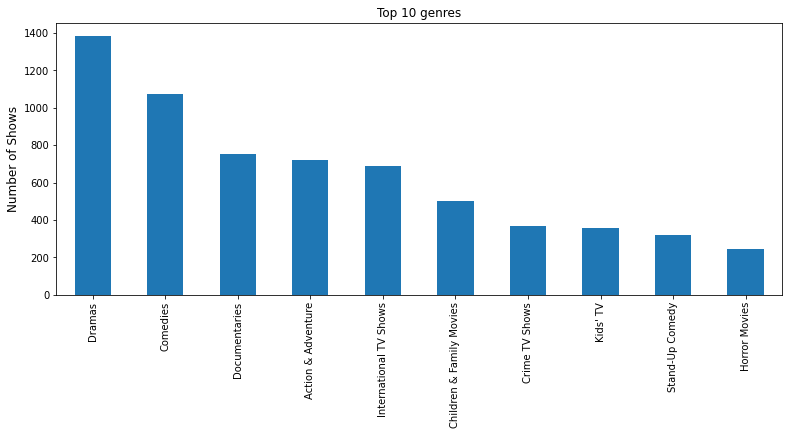 Top 10 genres
Number of Shows
1400
1200
1000
800
600
400
200
0
Dramas
Comedies
Documentaries
Action & Adventure
International TV Shows
Children & Family Movies
Crime TV Shows
Kids' TV
Stand-Up Comedy
Horror Movies